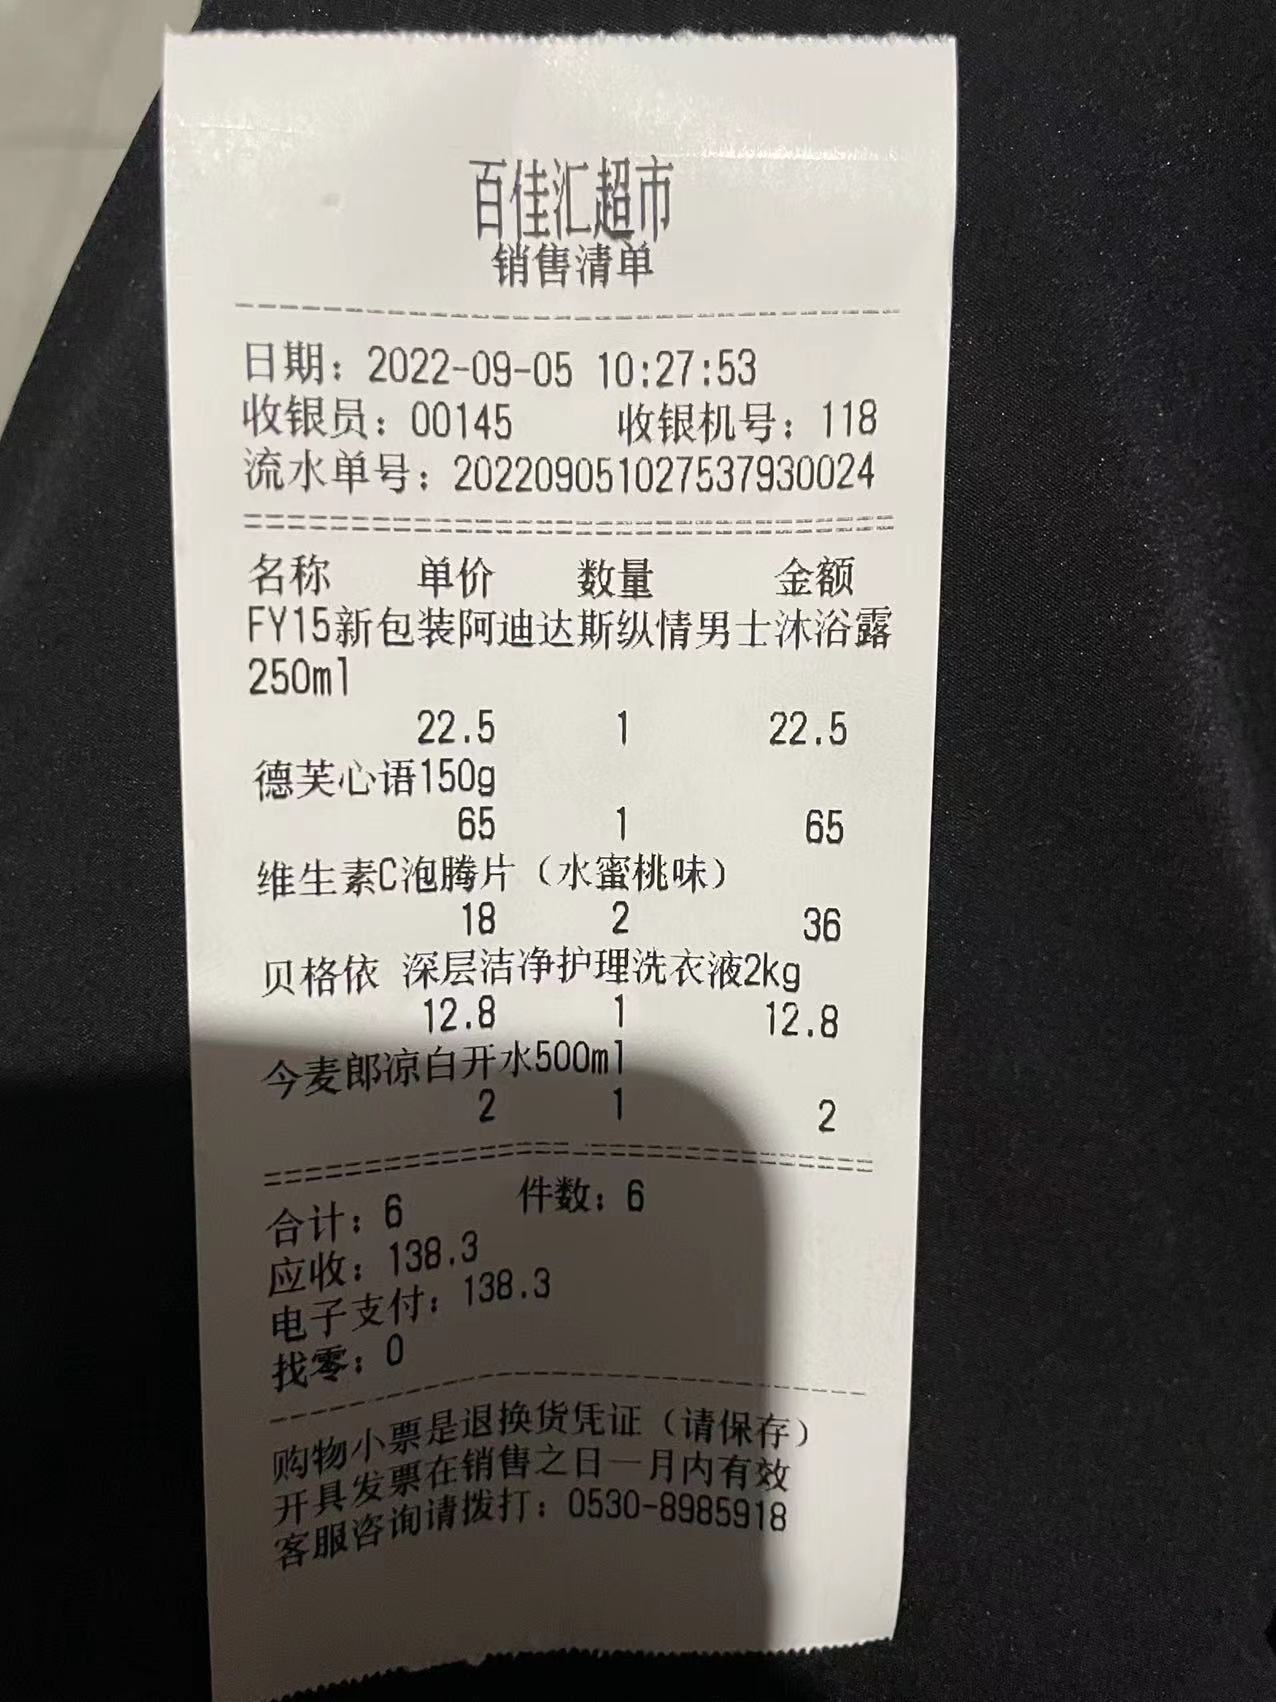 百佳汇超市
销售清单
日期：2022-09-05 10:27:53
收银员：00145 收银机号：118
流水单号：202209051027537930024
名称 单价 数量 金额
FY15新包装阿迪达斯纵情男士沐浴露
250ml
22.5 1 22.5
德芙心语150g
65 1 65
维生素C泡腾片（水蜜桃味）
18 2 36
贝格依 深层洁净护理洗衣液2kg
12.8 1 12.8
今麦郎凉白开水500ml
2 1 2
合计：6 件数：6
应收：138.3
电子支付：138.3
找零：0
购物小票是退换货凭证（请保存）
开具发票在销售之日一月内有效
客服咨询请拨打：0530-8985918